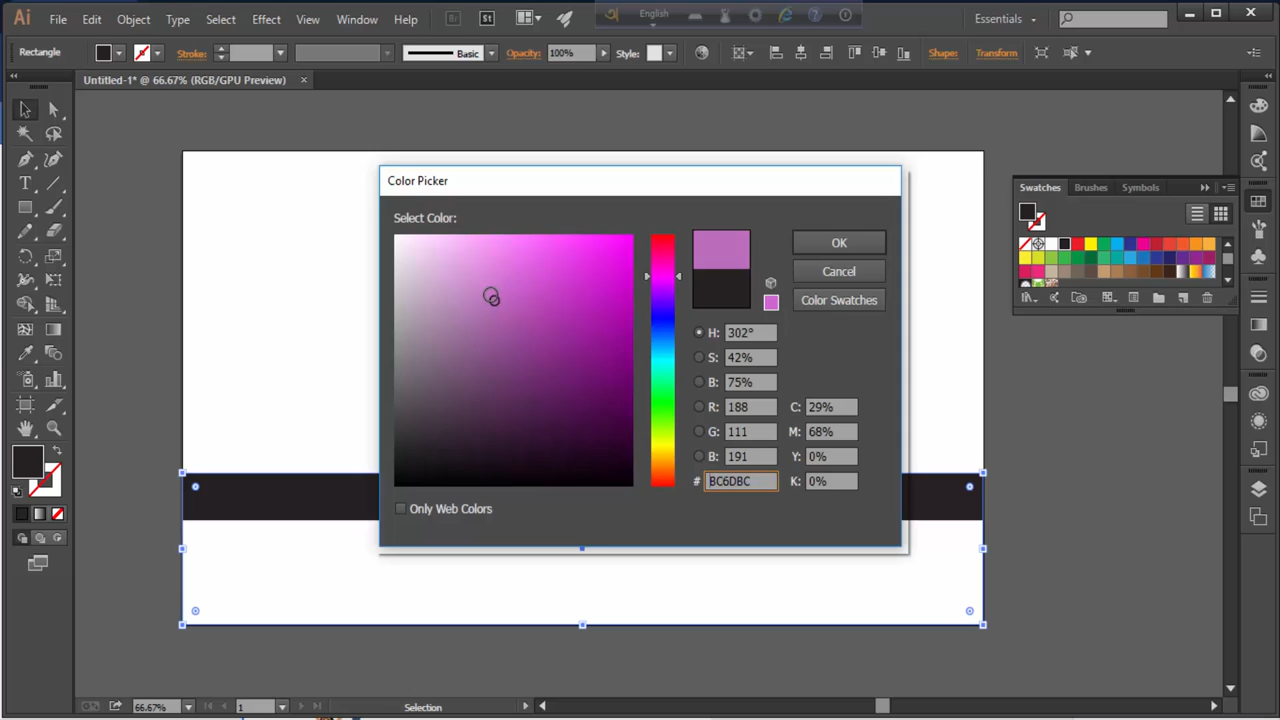 Ai File Edit Object Type Select Effect View Window Help Br St English Essentials
Rectangle Stroke: Basic Opacity: 100% Style: Shape: Transform
Untitled-1* @ 66.67% (RGB/GPU Preview) ×
Color Picker
Swatches Brushes Symbols
Select Color:
OK
Cancel
Color Swatches
H: 302°
S: 42%
B: 75%
R: 188 C: 29%
G: 111 M: 68%
B: 191 Y: 0%
# BC6DBC K: 0%
Only Web Colors
66.67% 1 Selection